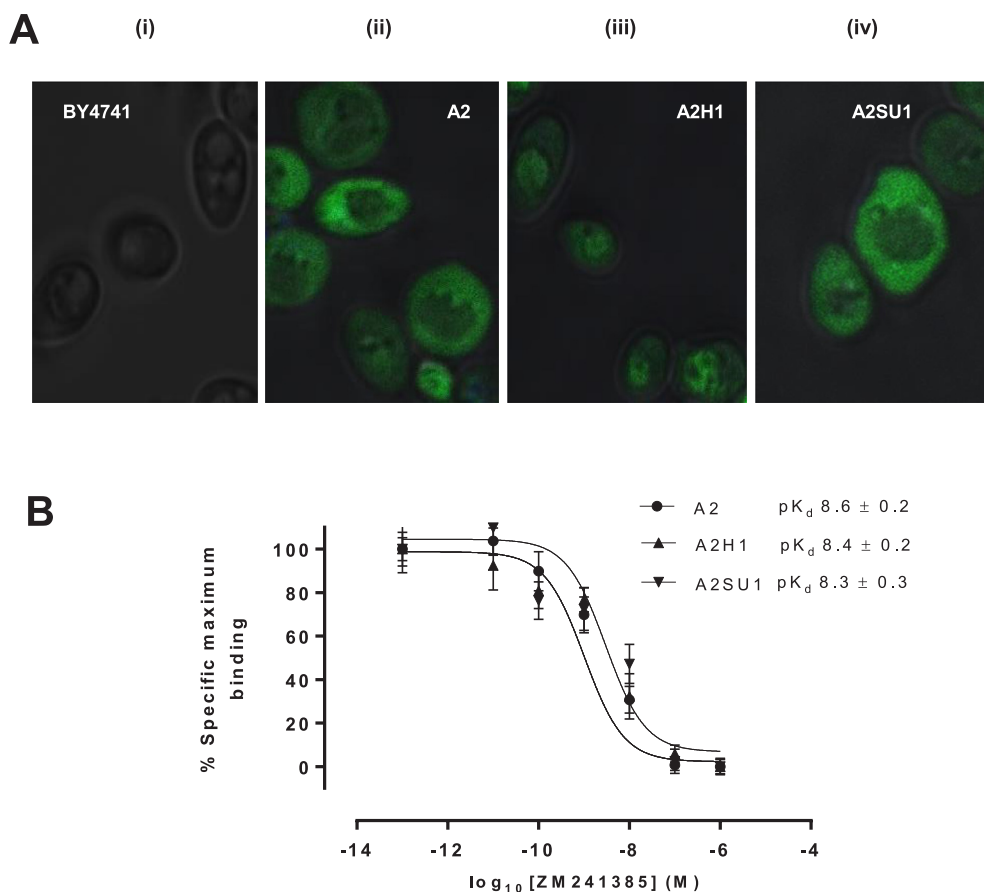 A
(i)
(ii)
(iii)
(iv)
BY4741
A2
A2H1
A2SU1
B
A2 pKd 8.6 ± 0.2
A2H1 pKd 8.4 ± 0.2
A2SU1 pKd 8.3 ± 0.3
% Specific maximum
binding
100
80
60
40
20
0
-14 -12 -10 -8 -6 -4
log10 [ZM241385] (M)